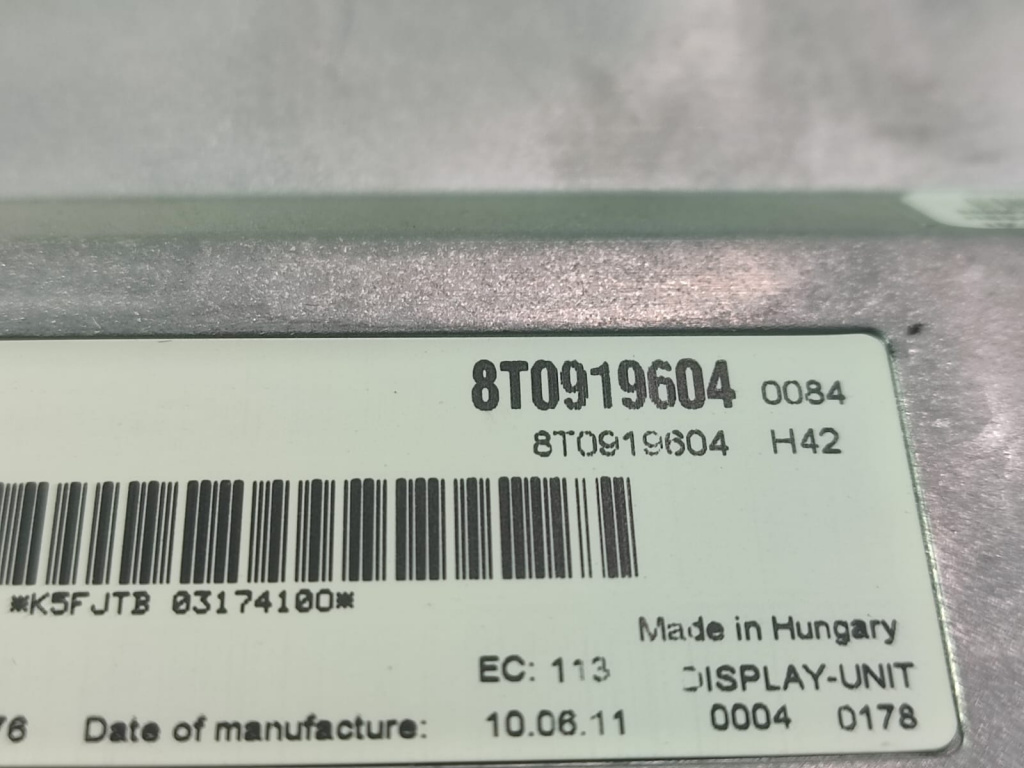 8T0919604 0084
8T0919604 H42
*K5FJTB 03174100*
Made in Hungary
EC: 113 DISPLAY-UNIT
76 Date of manufacture: 10.06.11 0004 0178